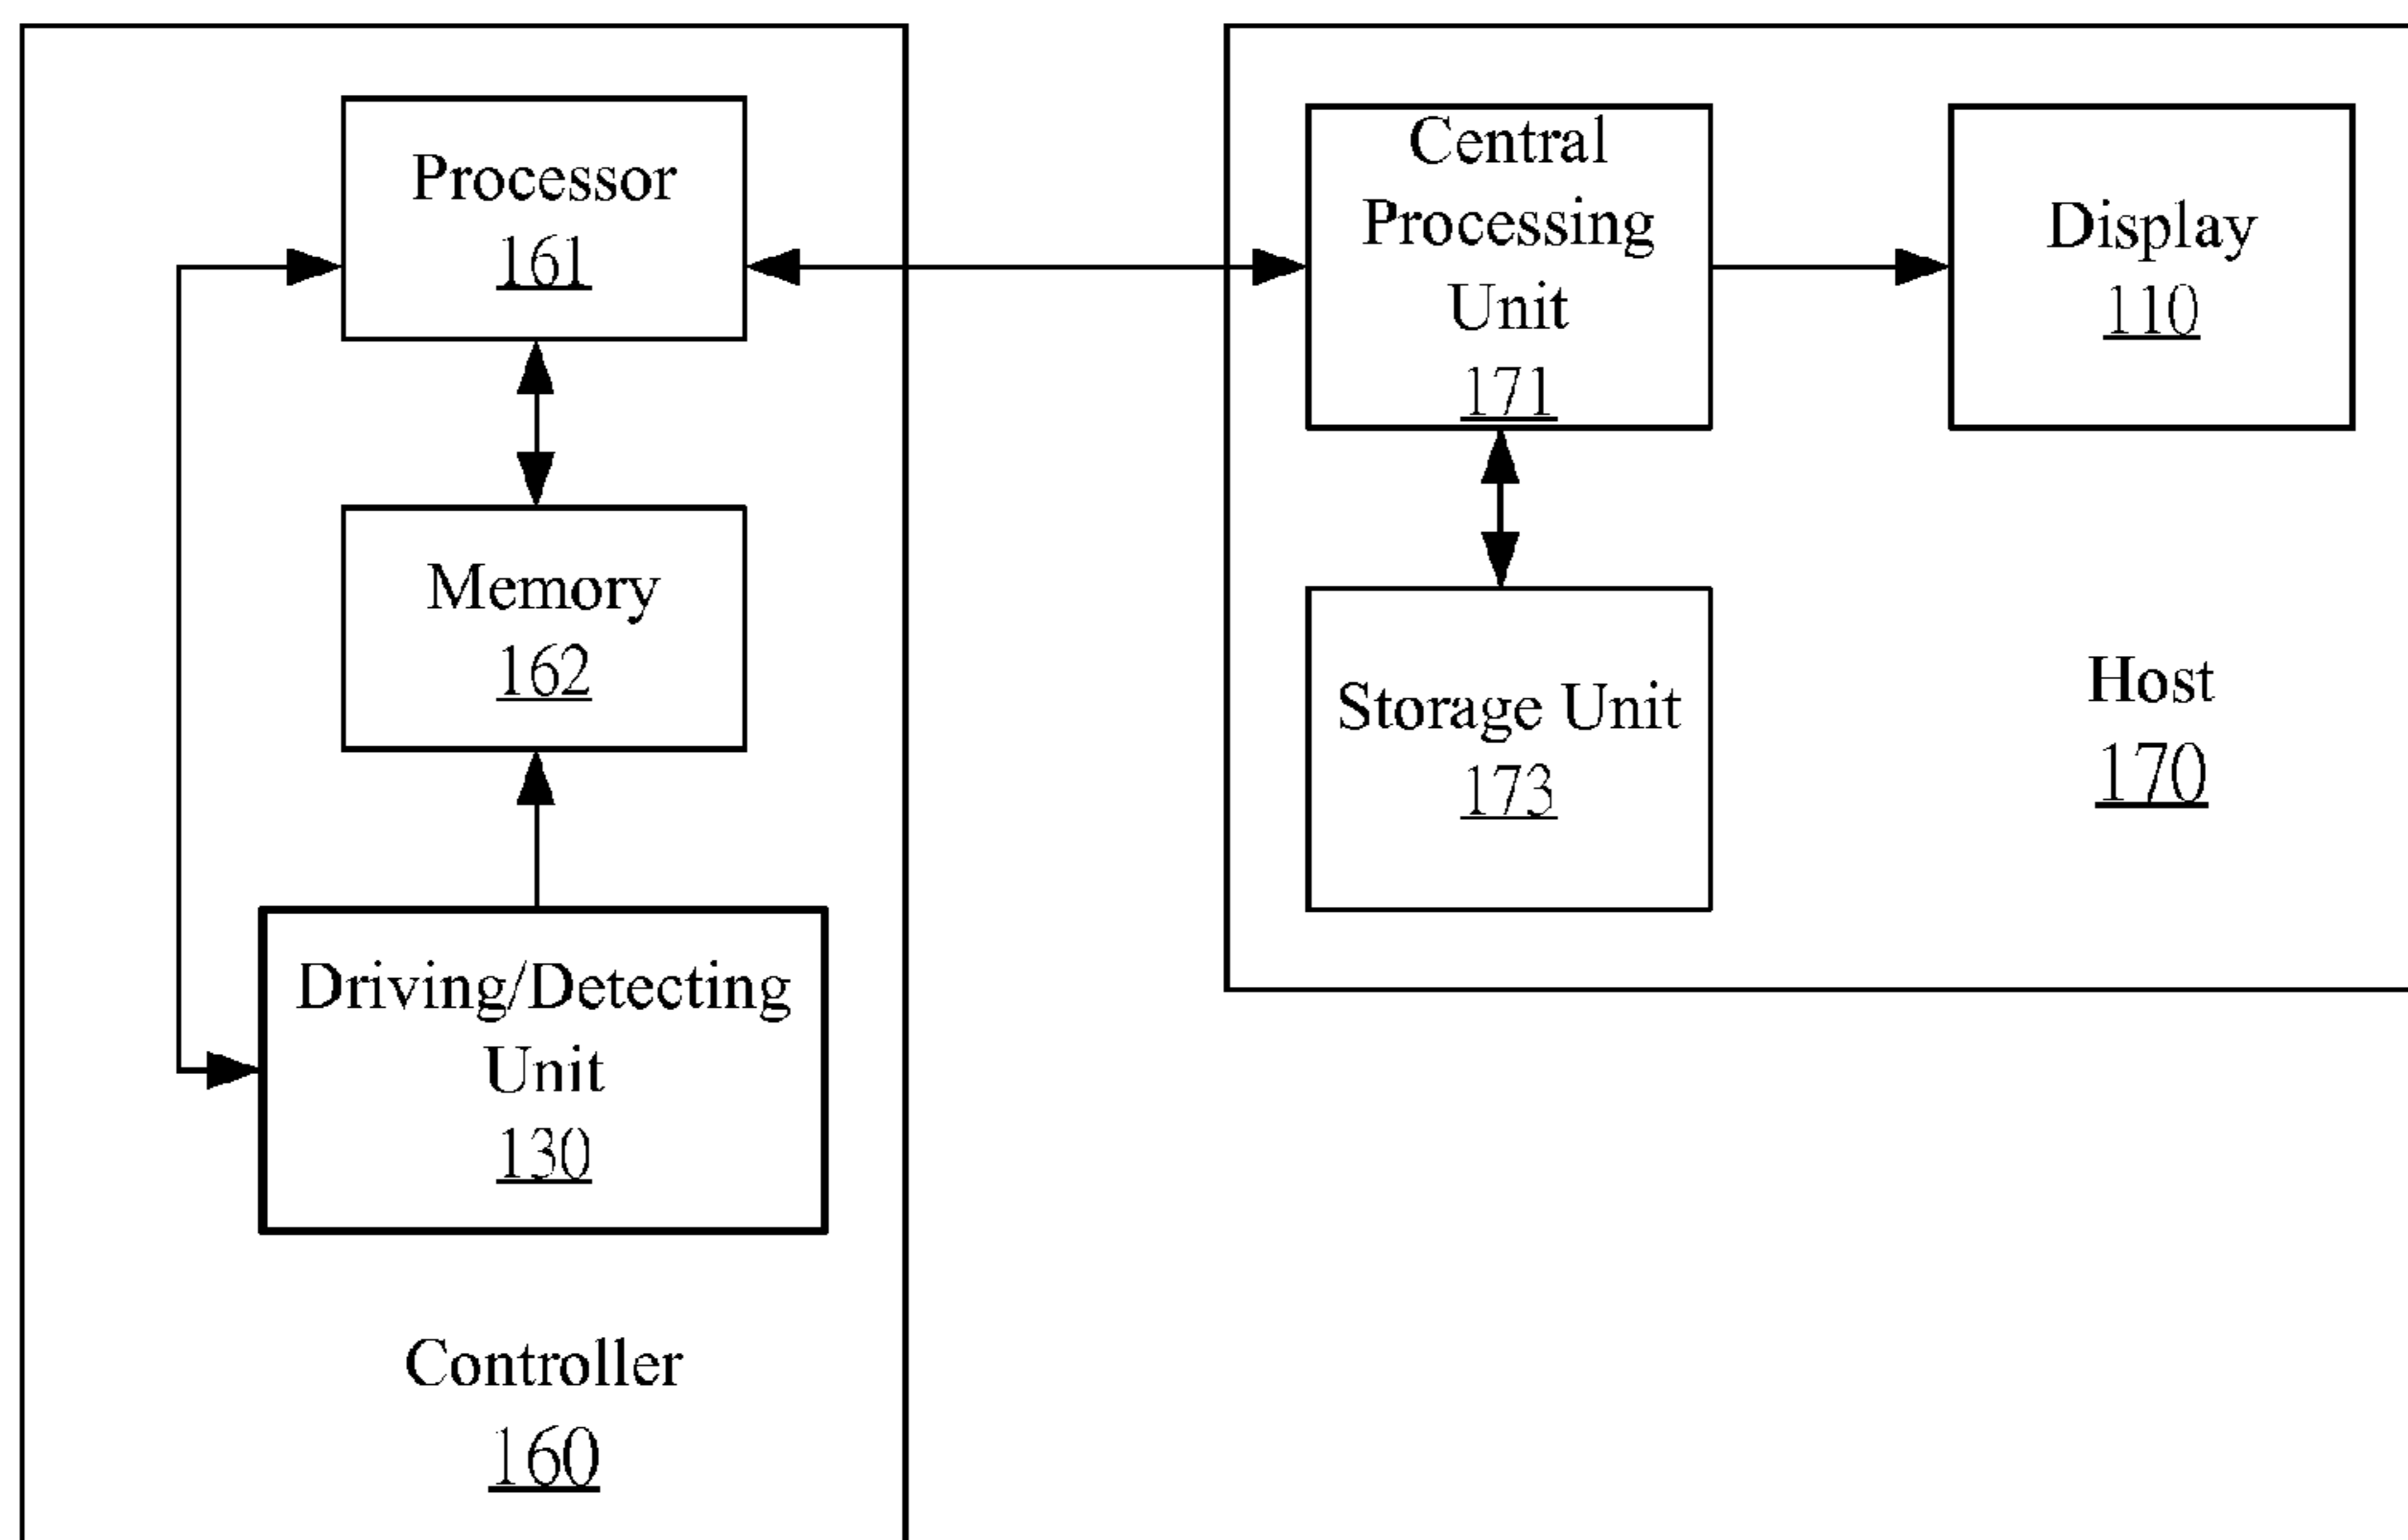 Processor
161
Memory
162
Driving/Detecting
Unit
130
Controller
160
Central
Processing
Unit
171
Display
110
Storage Unit
173
Host
170